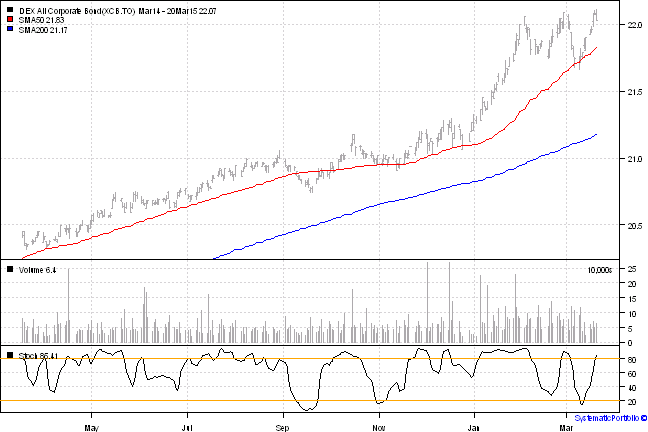 DEX All Corporate Bond(XCB.TO) Mar14 - 20Mar15 22.07
SMA50 21.83
SMA200 21.17
22.0
21.5
21.0
20.5
Volume 6.4
10,000s
25
20
15
10
5
0
Stoch 86.41
80
60
40
20
May Jul Sep Nov Jan Mar
SystematicPortfolio ©